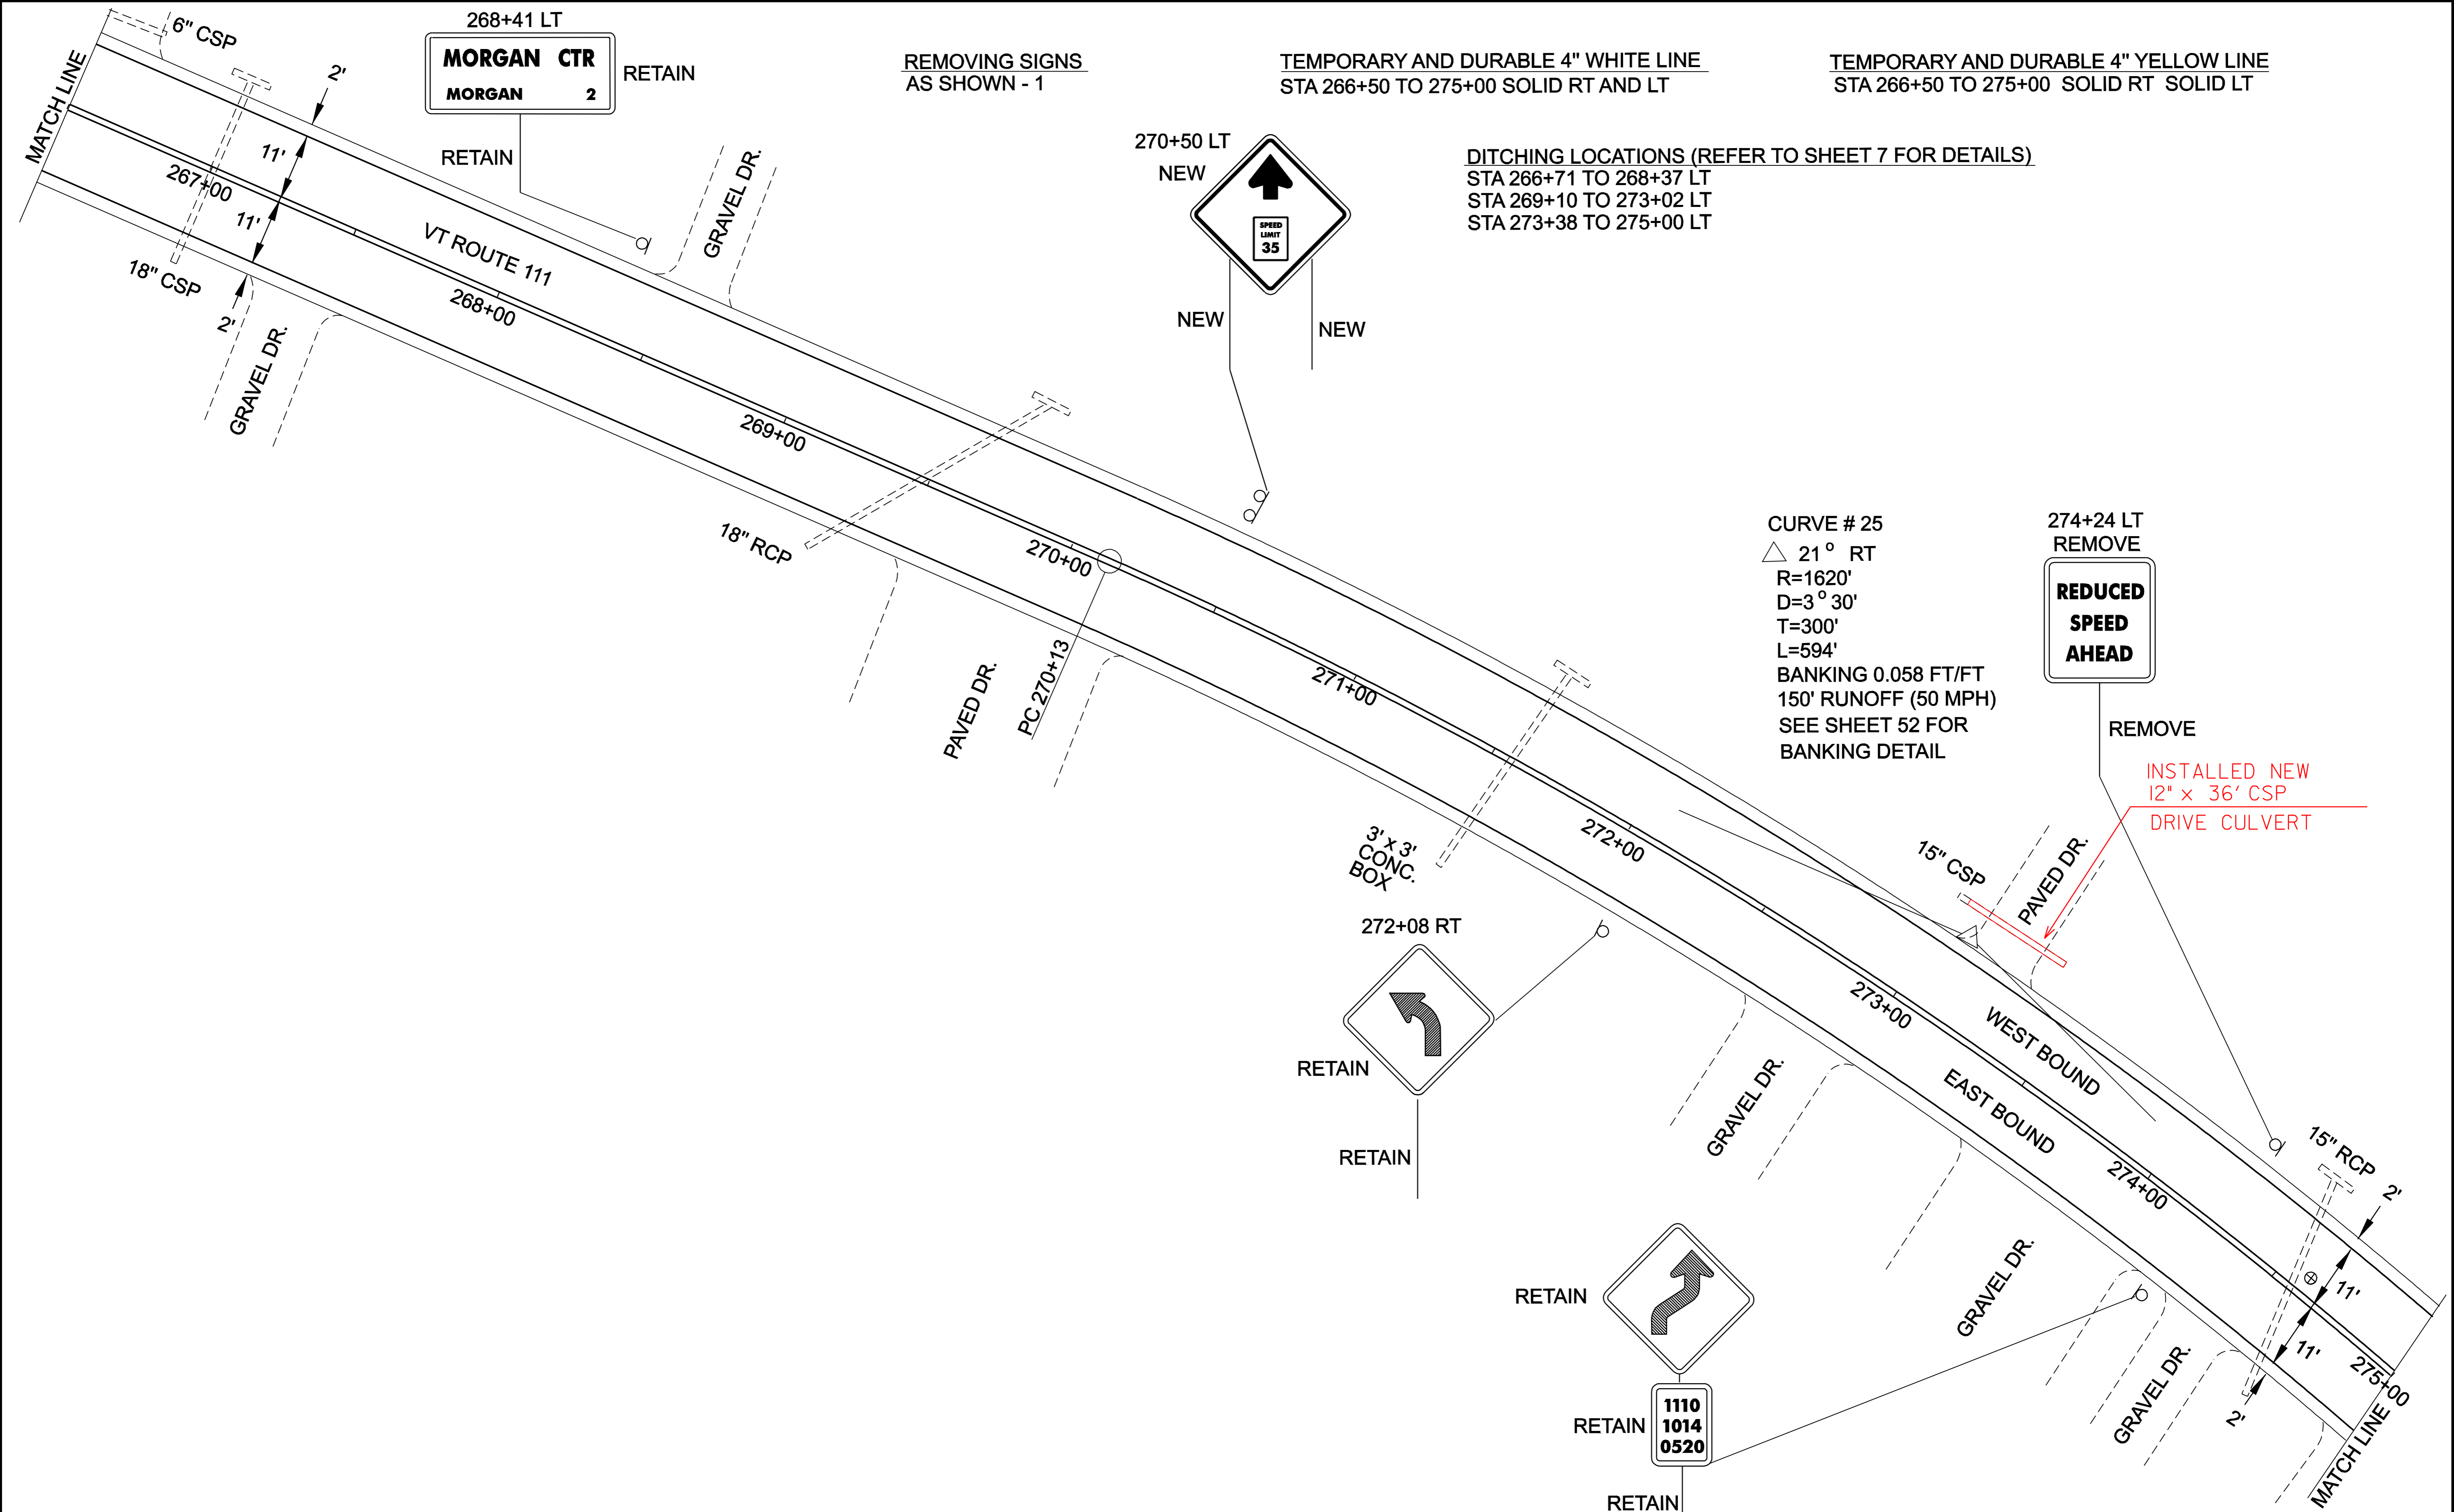 6" CSP
MATCH LINE
268+41 LT
MORGAN CTR
MORGAN 2
RETAIN
RETAIN
REMOVING SIGNS
AS SHOWN - 1
TEMPORARY AND DURABLE 4" WHITE LINE
STA 266+50 TO 275+00 SOLID RT AND LT
TEMPORARY AND DURABLE 4" YELLOW LINE
STA 266+50 TO 275+00 SOLID RT SOLID LT
DITCHING LOCATIONS (REFER TO SHEET 7 FOR DETAILS)
STA 266+71 TO 268+37 LT
STA 269+10 TO 273+02 LT
STA 273+38 TO 275+00 LT
2'
11'
11'
2'
267+00
18" CSP
GRAVEL DR.
VT ROUTE 111
268+00
GRAVEL DR.
270+50 LT
NEW
SPEED
LIMIT
35
NEW
NEW
269+00
18" RCP
270+00
PAVED DR.
PC 270+13
271+00
3' x 3'
CONC.
BOX
272+00
CURVE # 25
△ 21° RT
R=1620'
D=3° 30'
T=300'
L=594'
BANKING 0.058 FT/FT
150' RUNOFF (50 MPH)
SEE SHEET 52 FOR
BANKING DETAIL
274+24 LT
REMOVE
REDUCED
SPEED
AHEAD
REMOVE
INSTALLED NEW
12" x 36' CSP
DRIVE CULVERT
15" CSP
PAVED DR.
272+08 RT
RETAIN
RETAIN
273+00
WEST BOUND
EAST BOUND
GRAVEL DR.
274+00
15" RCP
2'
11'
11'
2'
GRAVEL DR.
GRAVEL DR.
RETAIN
RETAIN
1110
1014
0520
RETAIN
275+00
MATCH LINE